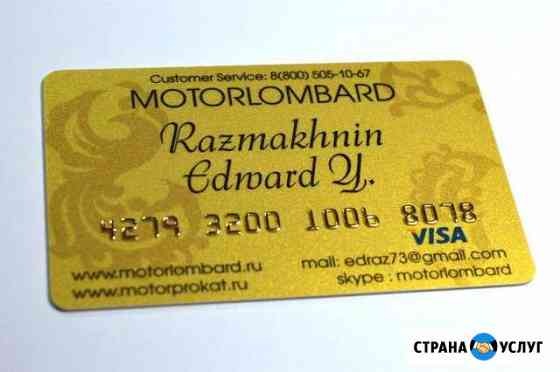 Customer Service: 8(800) 505-10-67
MOTORLOMBARD
Razmakhnin
Edward Y.
4279 3200 1006 8078
VISA
www.motorlombard.ru
mail: edraz73@gmail.com
www.motorprokat.ru
skype : motorlombard
СТРАНА УСЛУГ